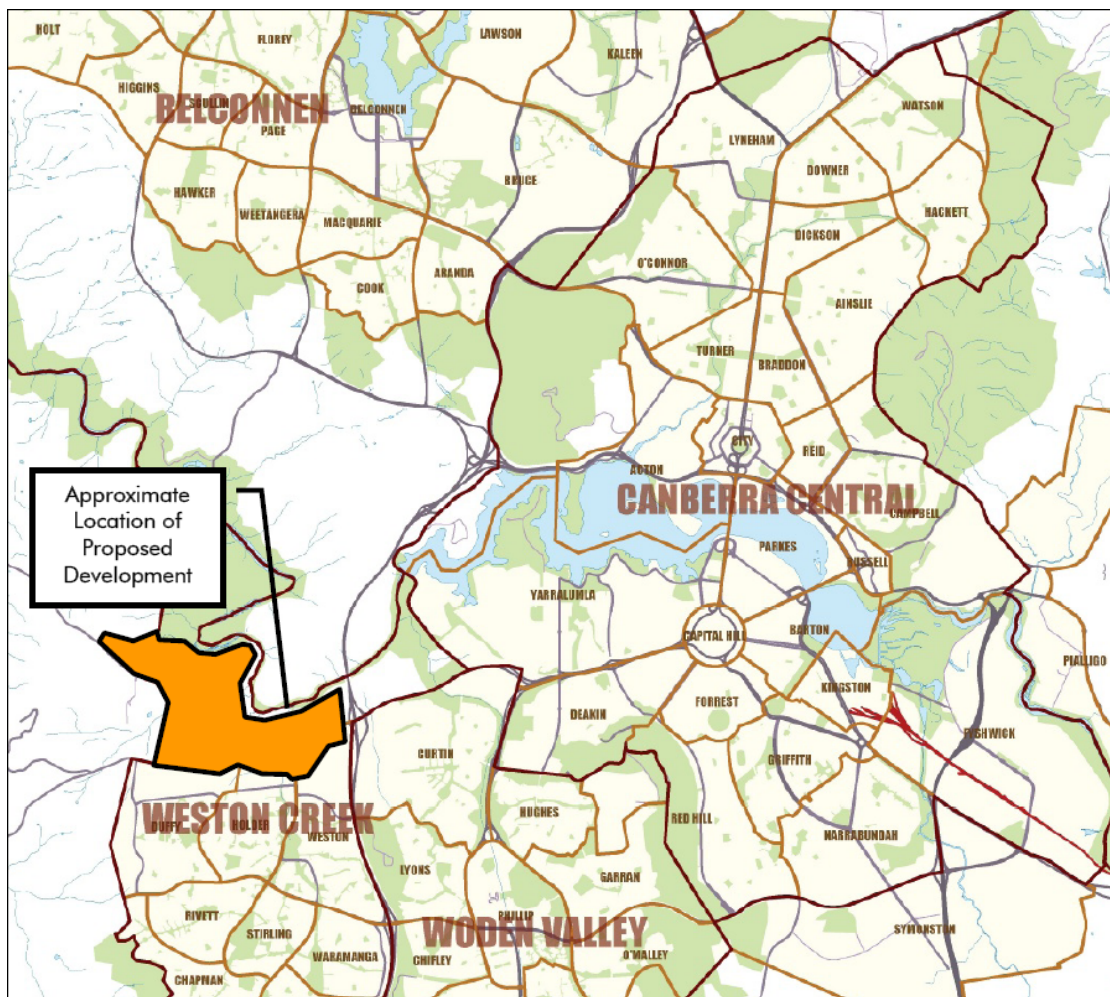 HOLT
FLOREY
LAWSON
KALEEN
HIGGINS
SCULLIN
BELCONNEN
BELCONNEN
PAGE
WATSON
LYNEHAM
DOWNER
BRUCE
HAWKER
WEETANGERA
MACQUARIE
HACKETT
DICKSON
O'CONNOR
ARANDA
COOK
AINSLIE
TURNER
BRADDON
CITY
REID
ACTON
CANBERRA CENTRAL
CAMPBELL
Approximate
Location of
Proposed
Development
PARKES
RUSSELL
YARRALUMLA
BARTON
CAPITAL HILL
PIALLIGO
KINGSTON
FORREST
DEAKIN
FYSHWICK
CURTIN
GRIFFITH
WESTON CREEK
DUFFY
HOLDER
WESTON
HUGHES
RED HILL
NARRABUNDAH
LYONS
GARRAN
RIVETT
PHILLIP
WODEN VALLEY
STIRLING
SYMONSTON
WARAMANGA
CHIFLEY
O'MALLEY
CHAPMAN